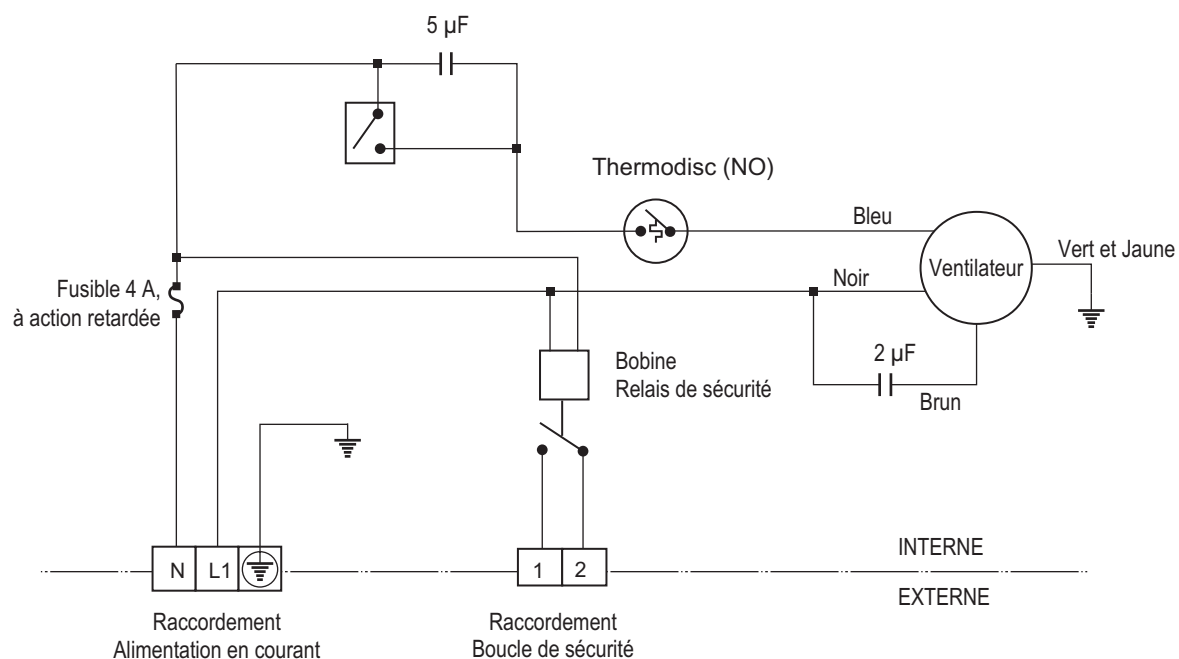 5 µF
Thermodisc (NO)
Bleu
Vert et Jaune
Ventilateur
Noir
Fusible 4 A,
à action retardée
2 µF
Brun
Bobine
Relais de sécurité
N L1
1 2
INTERNE
EXTERNE
Raccordement
Alimentation en courant
Raccordement
Boucle de sécurité